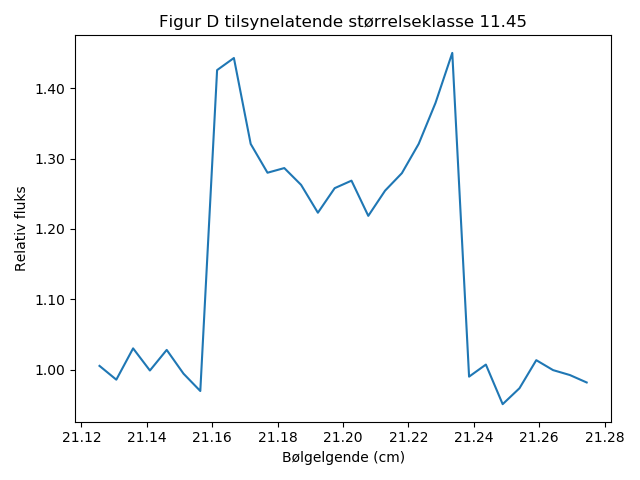 Figur D tilsynelatende størrelseklasse 11.45
1.40
1.30
1.20
1.10
1.00
Relativ fluks
21.12 21.14 21.16 21.18 21.20 21.22 21.24 21.26 21.28
Bølgelgende (cm)